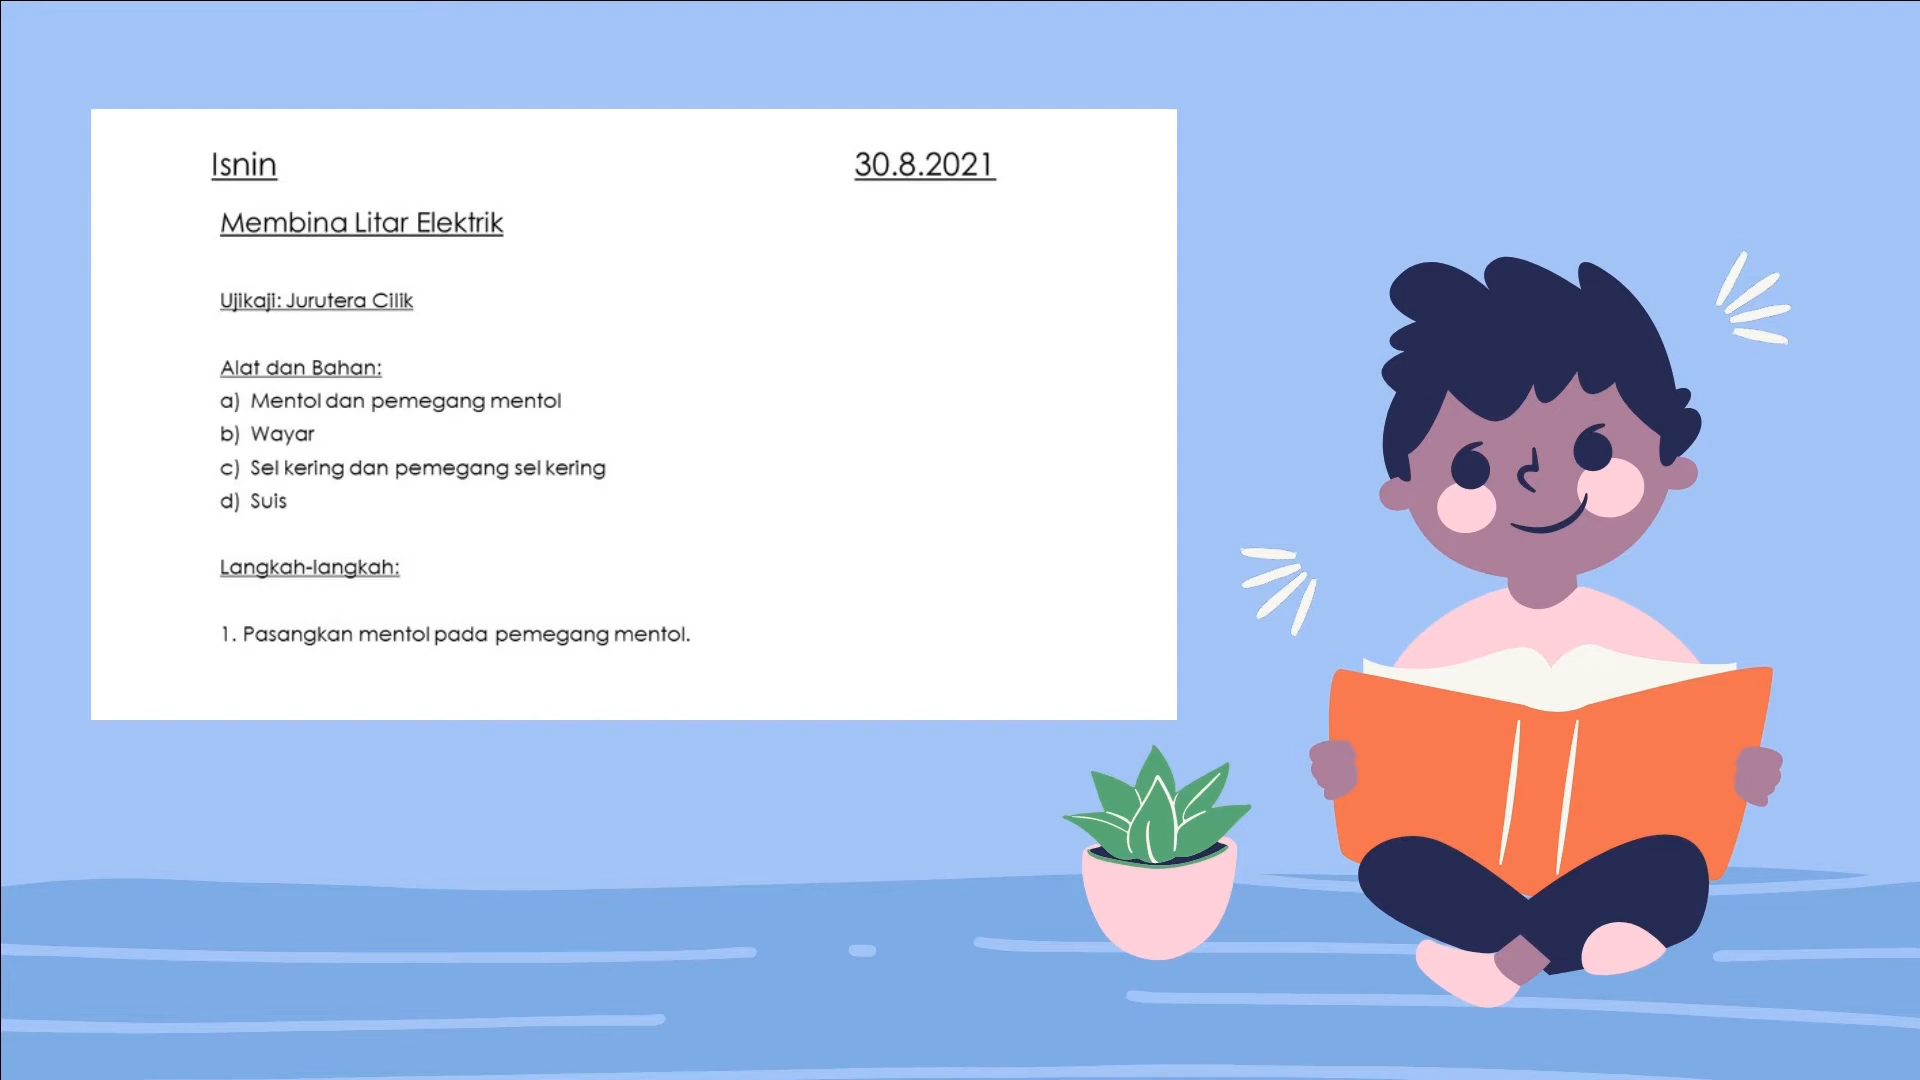 Isnin 30.8.2021
Membina Litar Elektrik
Ujikaji: Jurutera Cilik
Alat dan Bahan:
a) Mentol dan pemegang mentol
b) Wayar
c) Sel kering dan pemegang sel kering
d) Suis
Langkah-langkah:
1. Pasangkan mentol pada pemegang mentol.